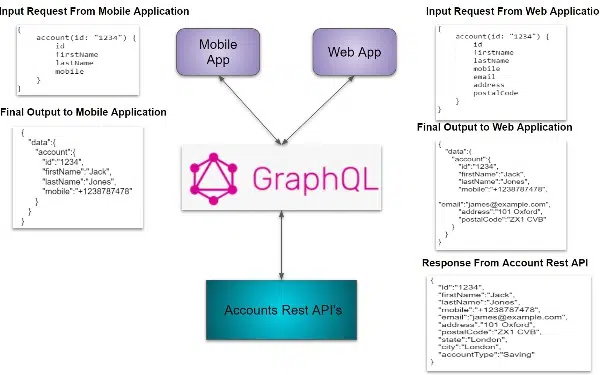 Input Request From Mobile Application
{
account(id: "1234") {
id
firstName
lastName
mobile
}
}
Final Output to Mobile Application
{
"data":{
"account":{
"id":"1234",
"firstName":"Jack",
"lastName":"Jones",
"mobile":"+1238787478"
}
}
}
Mobile
App
Web App
GraphQL
Accounts Rest API's
Input Request From Web Applicatio
{
account(id: "1234") {
id
firstName
lastName
mobile
email
address
postalCode
}
}
Final Output to Web Application
{
"data":{
"account":{
"id":"1234",
"firstName":"Jack",
"lastName":"Jones",
"mobile":"+1238787478",
email":"james@example.com",
"address":"101 Oxford",
"postalCode":"ZX1 CVB"
}
}
}
Response From Account Rest API
{
"id":"1234",
"firstName":"Jack",
"lastName":"Jones",
"mobile":"+1238787478",
"email":"james@example.com",
"address":"101 Oxford",
"postalCode":"ZX1 CVB",
"state":"London",
"city":"London",
"accountType":"Saving"
}